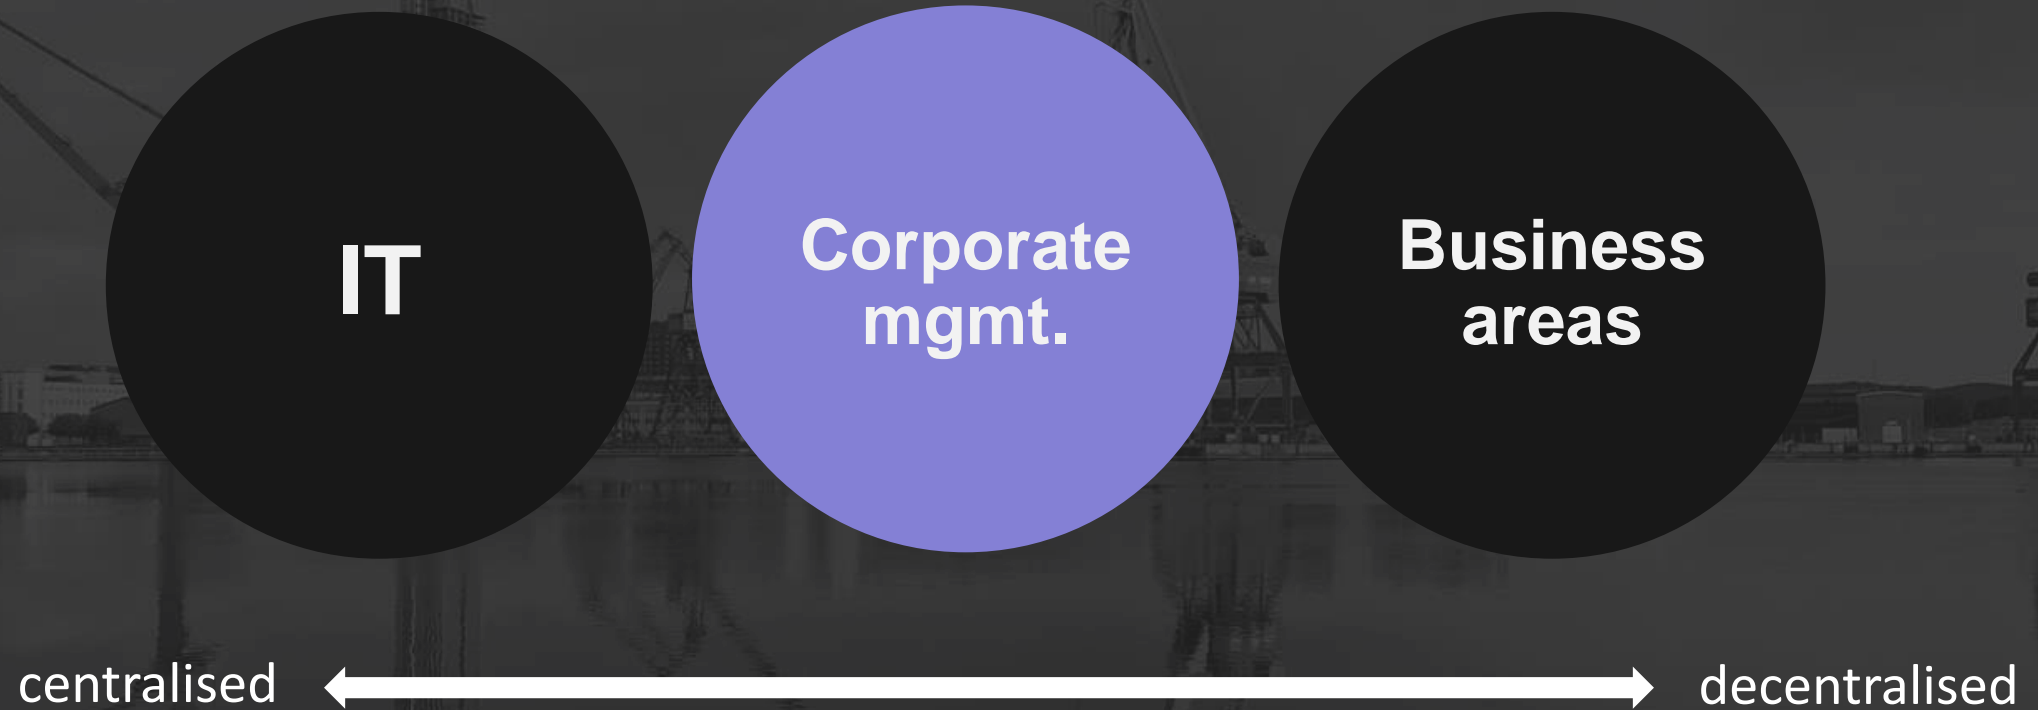 IT
Corporate
mgmt.
Business
areas
centralised
decentralised